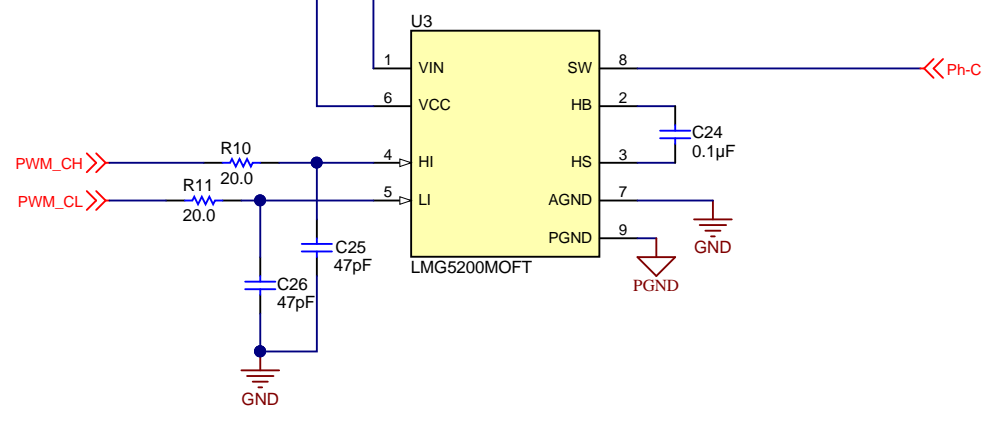 U3
1 VIN SW 8 Ph-C
6 VCC HB 2
C24
0.1µF
R10
PWM_CH 4 HI HS 3
20.0
R11
PWM_CL 5 LI AGND 7
20.0
PGND 9
GND
C25
47pF
LMG5200MOFT
PGND
C26
47pF
GND